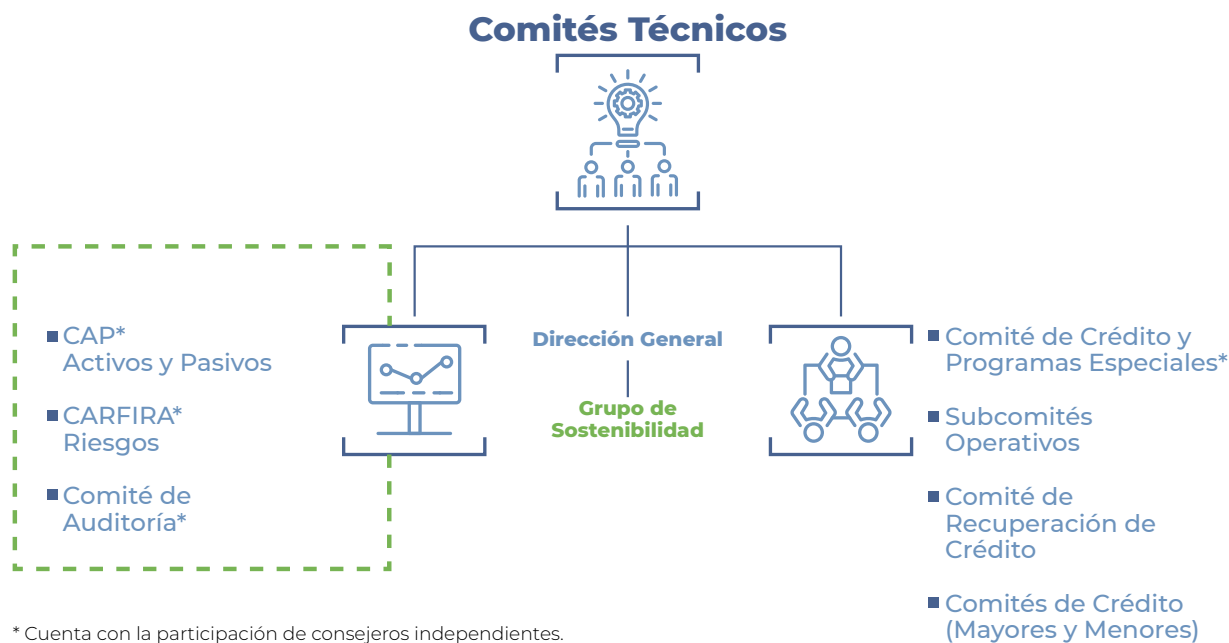 Comités Técnicos
■ CAP*
Activos y Pasivos
■ CARFIRA*
Riesgos
■ Comité de
Auditoría*
Dirección General
Grupo de
Sostenibilidad
■ Comité de Crédito y
Programas Especiales*
■ Subcomités
Operativos
■ Comité de
Recuperación de
Crédito
■ Comités de Crédito
(Mayores y Menores)
* Cuenta con la participación de consejeros independientes.